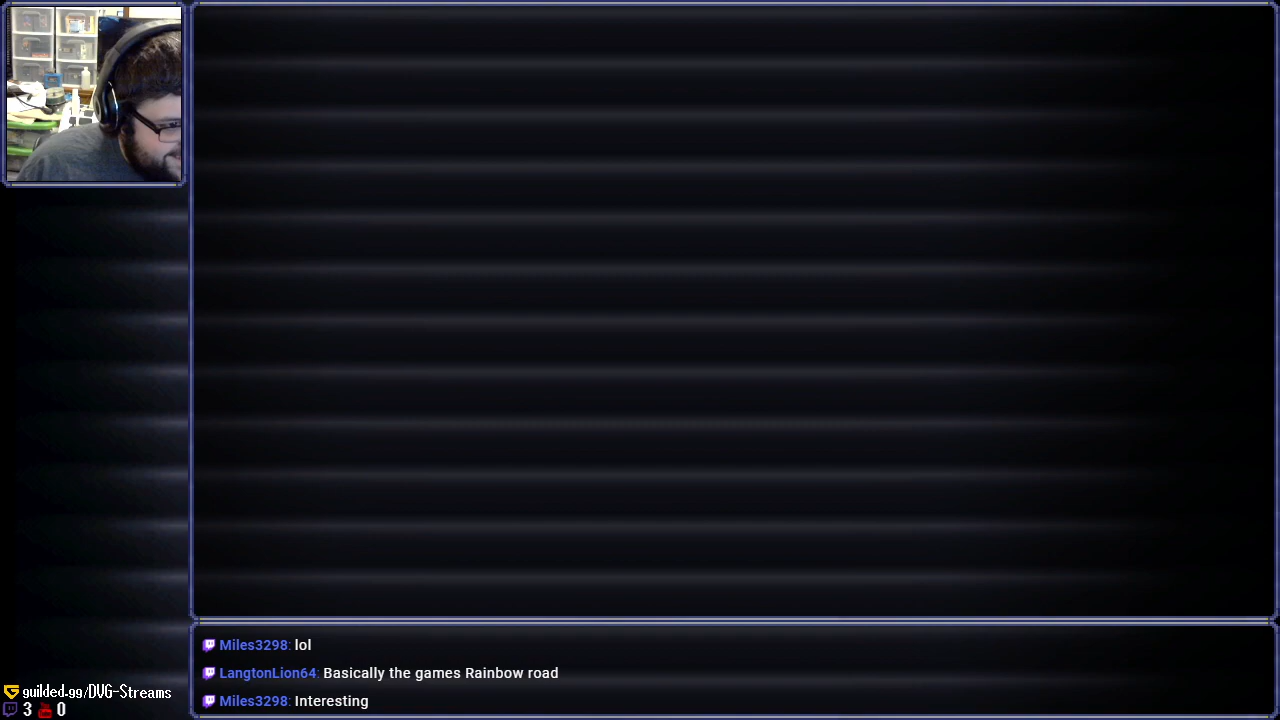 Miles3298: lol
LangtonLion64: Basically the games Rainbow road
Miles3298: Interesting
guilded.gg/DVG-Streams
3 0